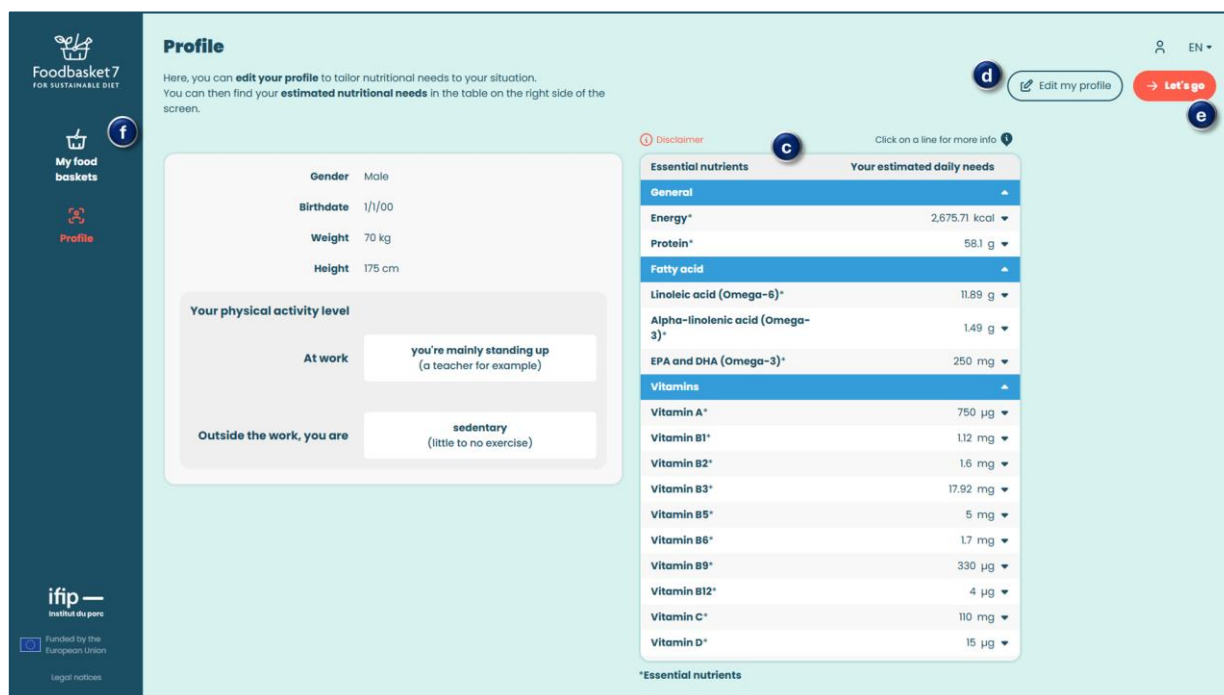 Foodbasket7
FOR SUSTAINABLE DIET
f
My food
baskets
Profile
ifip
Institut du porc
Funded by the
European Union
Legal notices
Profile
Here, you can edit your profile to tailor nutritional needs to your situation.
You can then find your estimated nutritional needs in the table on the right side of the
screen.
EN
d
Edit my profile
→ Let's go
e
Gender Male
Birthdate 1/1/00
Weight 70 kg
Height 175 cm
Your physical activity level
At work
you're mainly standing up
(a teacher for example)
Outside the work, you are
sedentary
(little to no exercise)
Disclaimer
c
Click on a line for more info
Essential nutrients Your estimated daily needs
General
Energy* 2,675.71 kcal
Protein* 58.1 g
Fatty acid
Linoleic acid (Omega-6)* 11.89 g
Alpha-linolenic acid (Omega-
3)* 1.49 g
EPA and DHA (Omega-3)* 250 mg
Vitamins
Vitamin A* 750 µg
Vitamin B1* 1.12 mg
Vitamin B2* 1.6 mg
Vitamin B3* 17.92 mg
Vitamin B5* 5 mg
Vitamin B6* 1.7 mg
Vitamin B9* 330 µg
Vitamin B12* 4 µg
Vitamin C* 110 mg
Vitamin D* 15 µg
*Essential nutrients